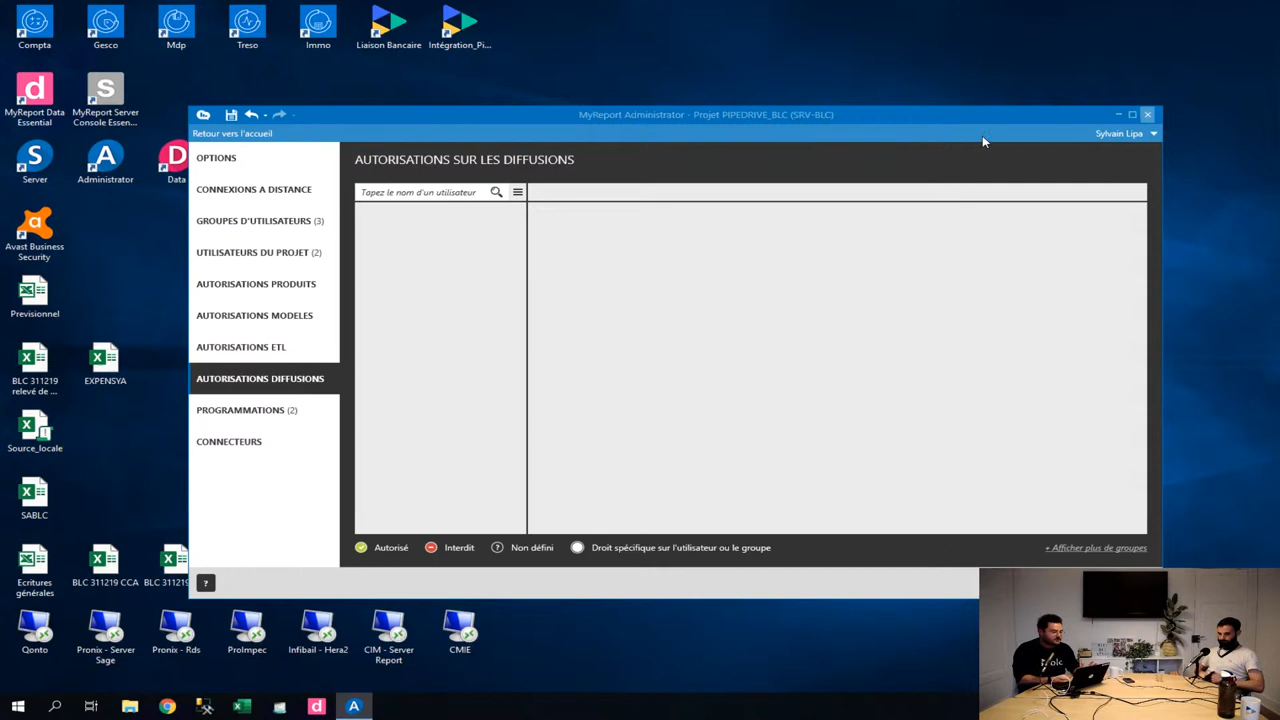 Compta
Gesco
Mdp
Treso
Immo
Liaison Bancaire
Intégration_Pi...
MyReport Data
Essential
MyReport Server
Console Essen...
MyReport Administrator - Projet PIPEDRIVE_BLC (SRV-BLC)
Retour vers l'accueil
Sylvain Lipa
Server
Administrator
Data
Avast Business
Security
Previsionnel
BLC 311219
relevé de ...
EXPENSYA
Source_locale
SABLC
Ecritures
générales
BLC 311219 CCA
BLC 311219
OPTIONS
CONNEXIONS A DISTANCE
GROUPES D'UTILISATEURS (3)
UTILISATEURS DU PROJET (2)
AUTORISATIONS PRODUITS
AUTORISATIONS MODELES
AUTORISATIONS ETL
AUTORISATIONS DIFFUSIONS
PROGRAMMATIONS (2)
CONNECTEURS
AUTORISATIONS SUR LES DIFFUSIONS
Tapez le nom d'un utilisateur
Autorisé
Interdit
? Non défini
Droit spécifique sur l'utilisateur ou le groupe
+ Afficher plus de groupes
?
Qonto
Pronix - Server
Sage
Pronix - Rds
ProImpec
Infibail - Hera2
CIM - Server
Report
CMIE